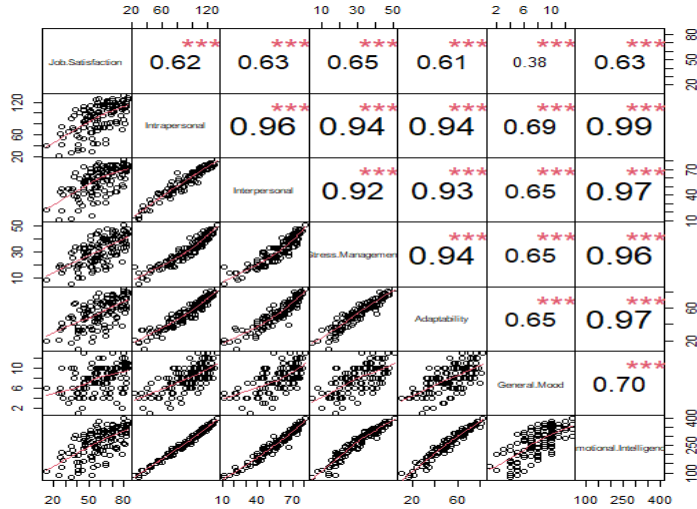 20 60 120 10 30 50 2 6 10
Job.Satisfaction 0.62 *** 0.63 *** 0.65 *** 0.61 *** 0.38 *** 0.63 *** 20 50 80
20 60 120 Intrapersonal 0.96 *** 0.94 *** 0.94 *** 0.69 *** 0.99 ***
Interpersonal 0.92 *** 0.93 *** 0.65 *** 0.97 *** 10 40 70
10 30 50 Stress.Managemen 0.94 *** 0.65 *** 0.96 ***
Adaptability 0.65 *** 0.97 *** 20 60
2 6 10 General.Mood 0.70 ***
motional.Intelligenc 100 250 400
20 50 80 10 40 70 20 60 100 250 400